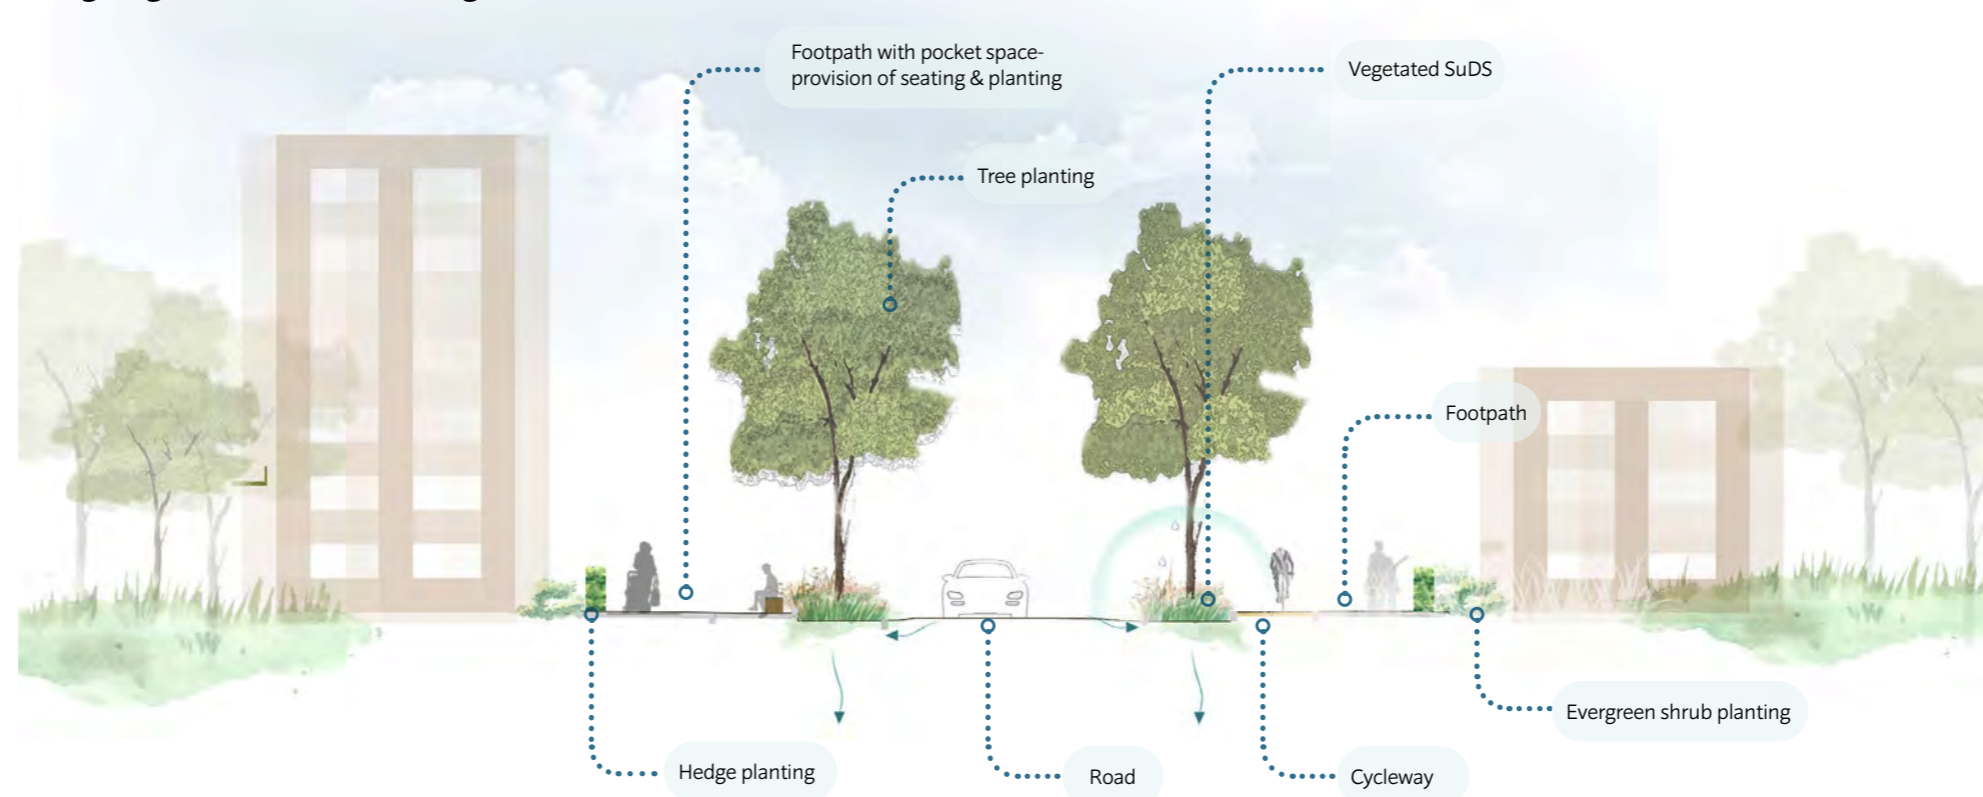 Footpath with pocket space-
provision of seating & planting
Vegetated SuDS
Tree planting
Footpath
Evergreen shrub planting
Hedge planting
Road
Cycleway